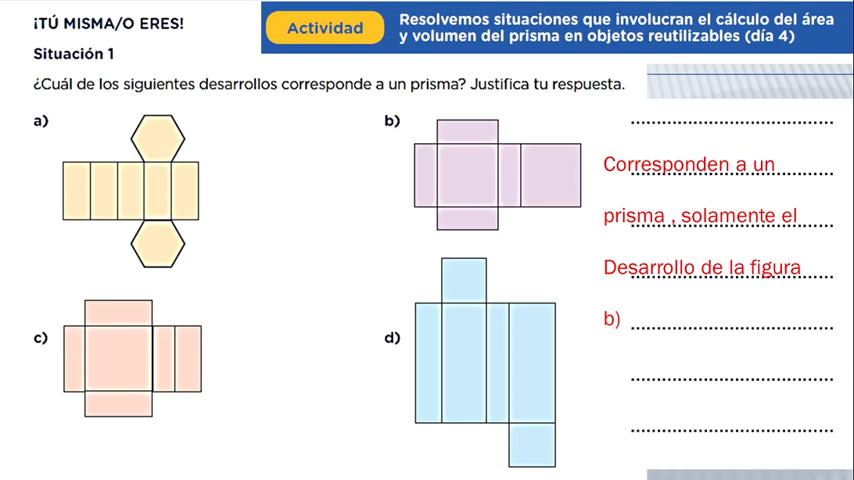 ¡TÚ MISMA/O ERES!
Actividad
Resolvemos situaciones que involucran el cálculo del área
y volumen del prisma en objetos reutilizables (día 4)
Situación 1
¿Cuál de los siguientes desarrollos corresponde a un prisma? Justifica tu respuesta.
a)
b)
c)
d)
Corresponden a un
prisma , solamente el
Desarrollo de la figura
b)